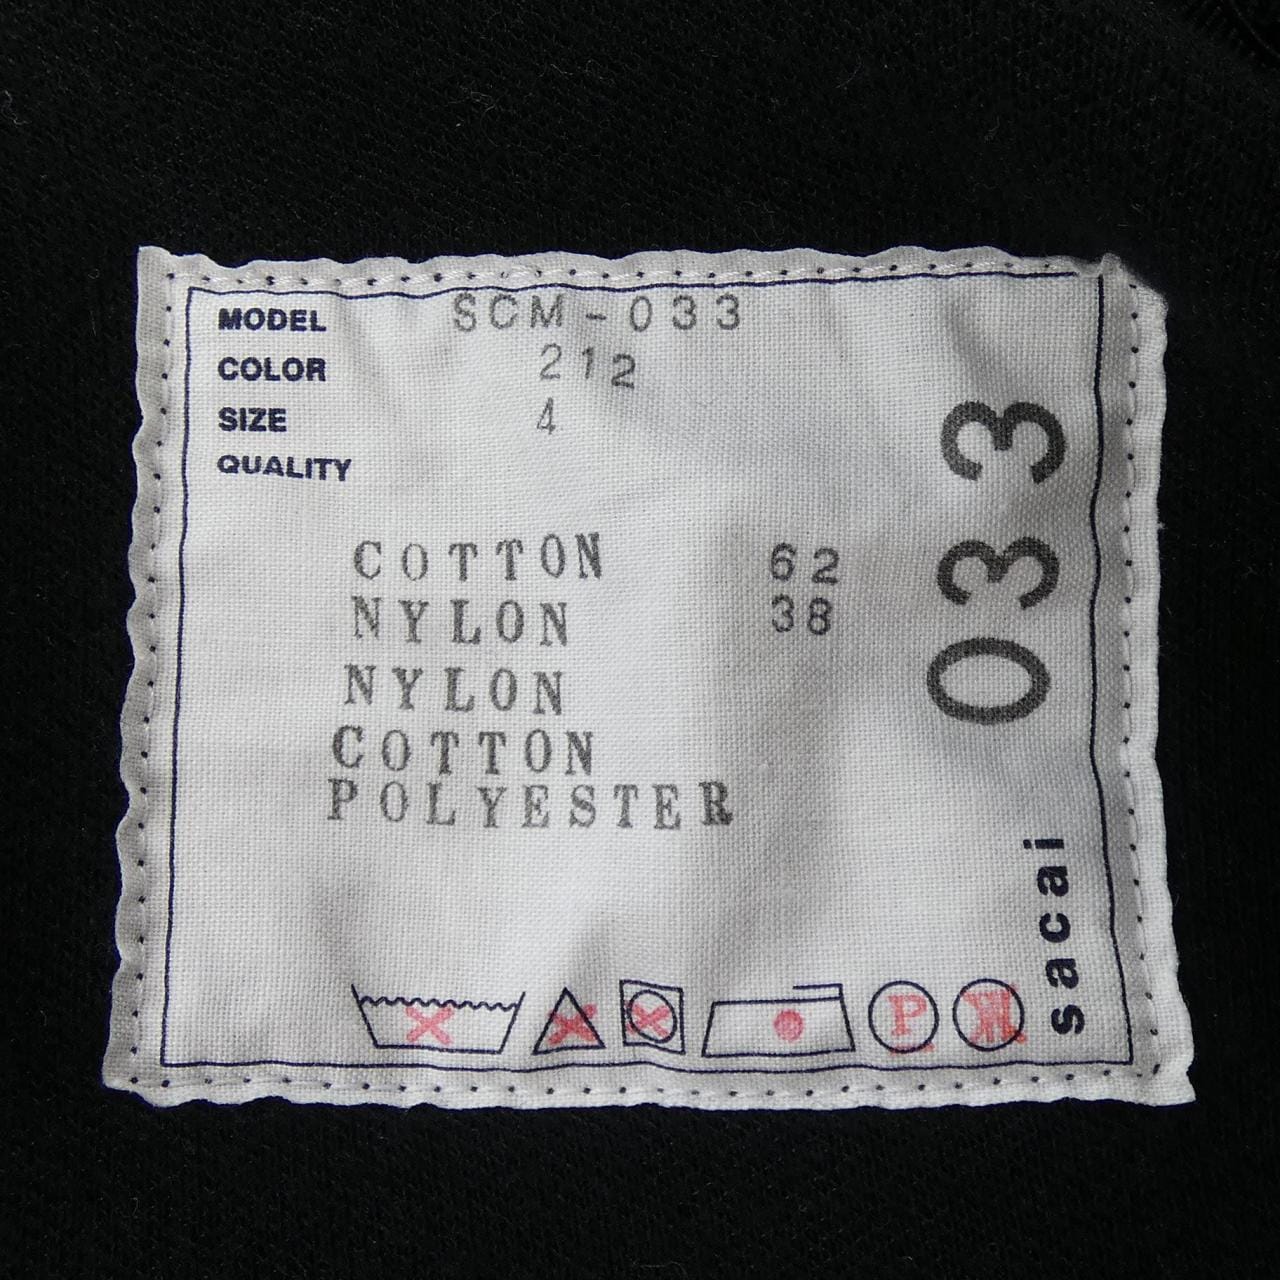 MODEL SCM-033
COLOR 212
SIZE 4
QUALITY
COTTON 62
NYLON 38
NYLON
COTTON
POLYESTER
P W
033
sacai